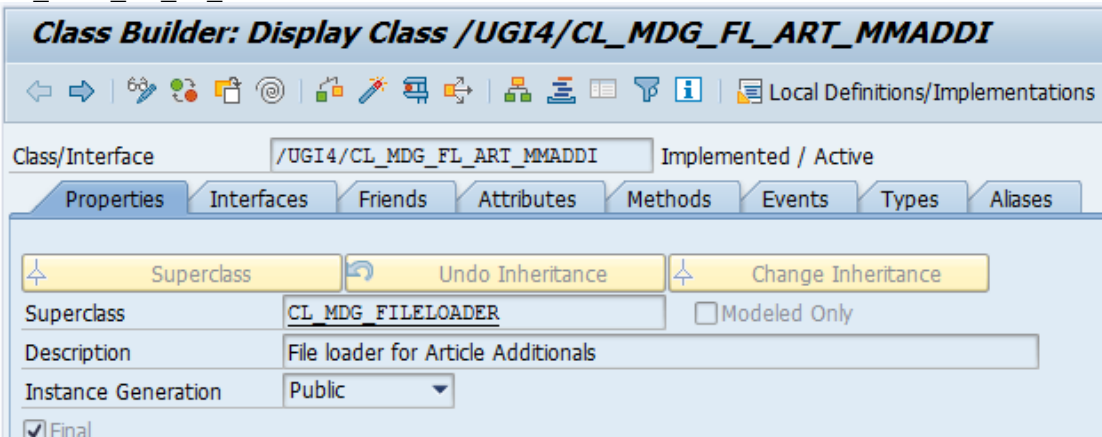 Class Builder: Display Class /UGI4/CL_MDG_FL_ART_MMADDI
Local Definitions/Implementations
Class/Interface /UGI4/CL_MDG_FL_ART_MMADDI Implemented / Active
Properties Interfaces Friends Attributes Methods Events Types Aliases
Superclass Undo Inheritance Change Inheritance
Superclass CL_MDG_FILELOADER Modeled Only
Description File loader for Article Additionals
Instance Generation Public
Final